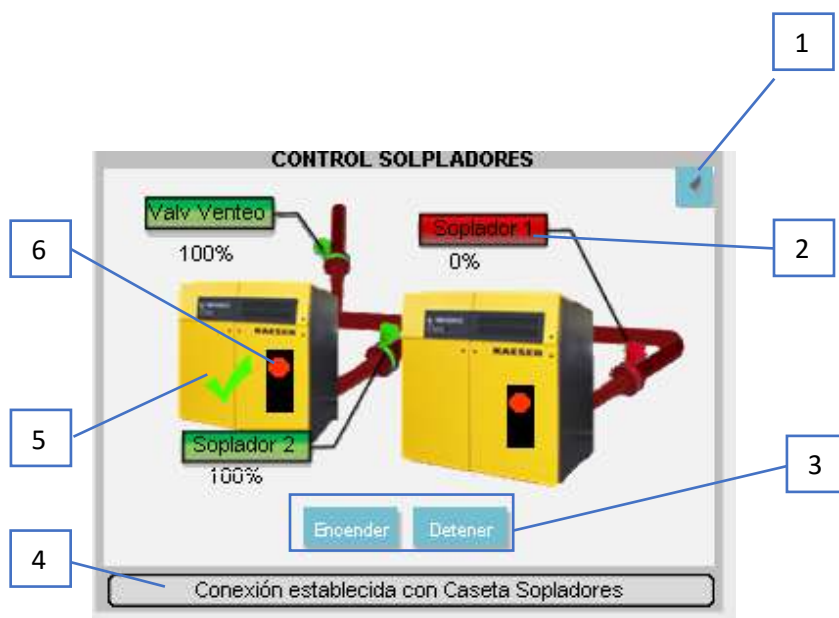 1
CONTROL SOLPLADORES
Valv Venteo
100%
Soplador 1
0%
6
2
KAESER
KAESER
5
Soplador 2
100%
3
Encender
Detener
4
Conexión establecida con Caseta Sopladores